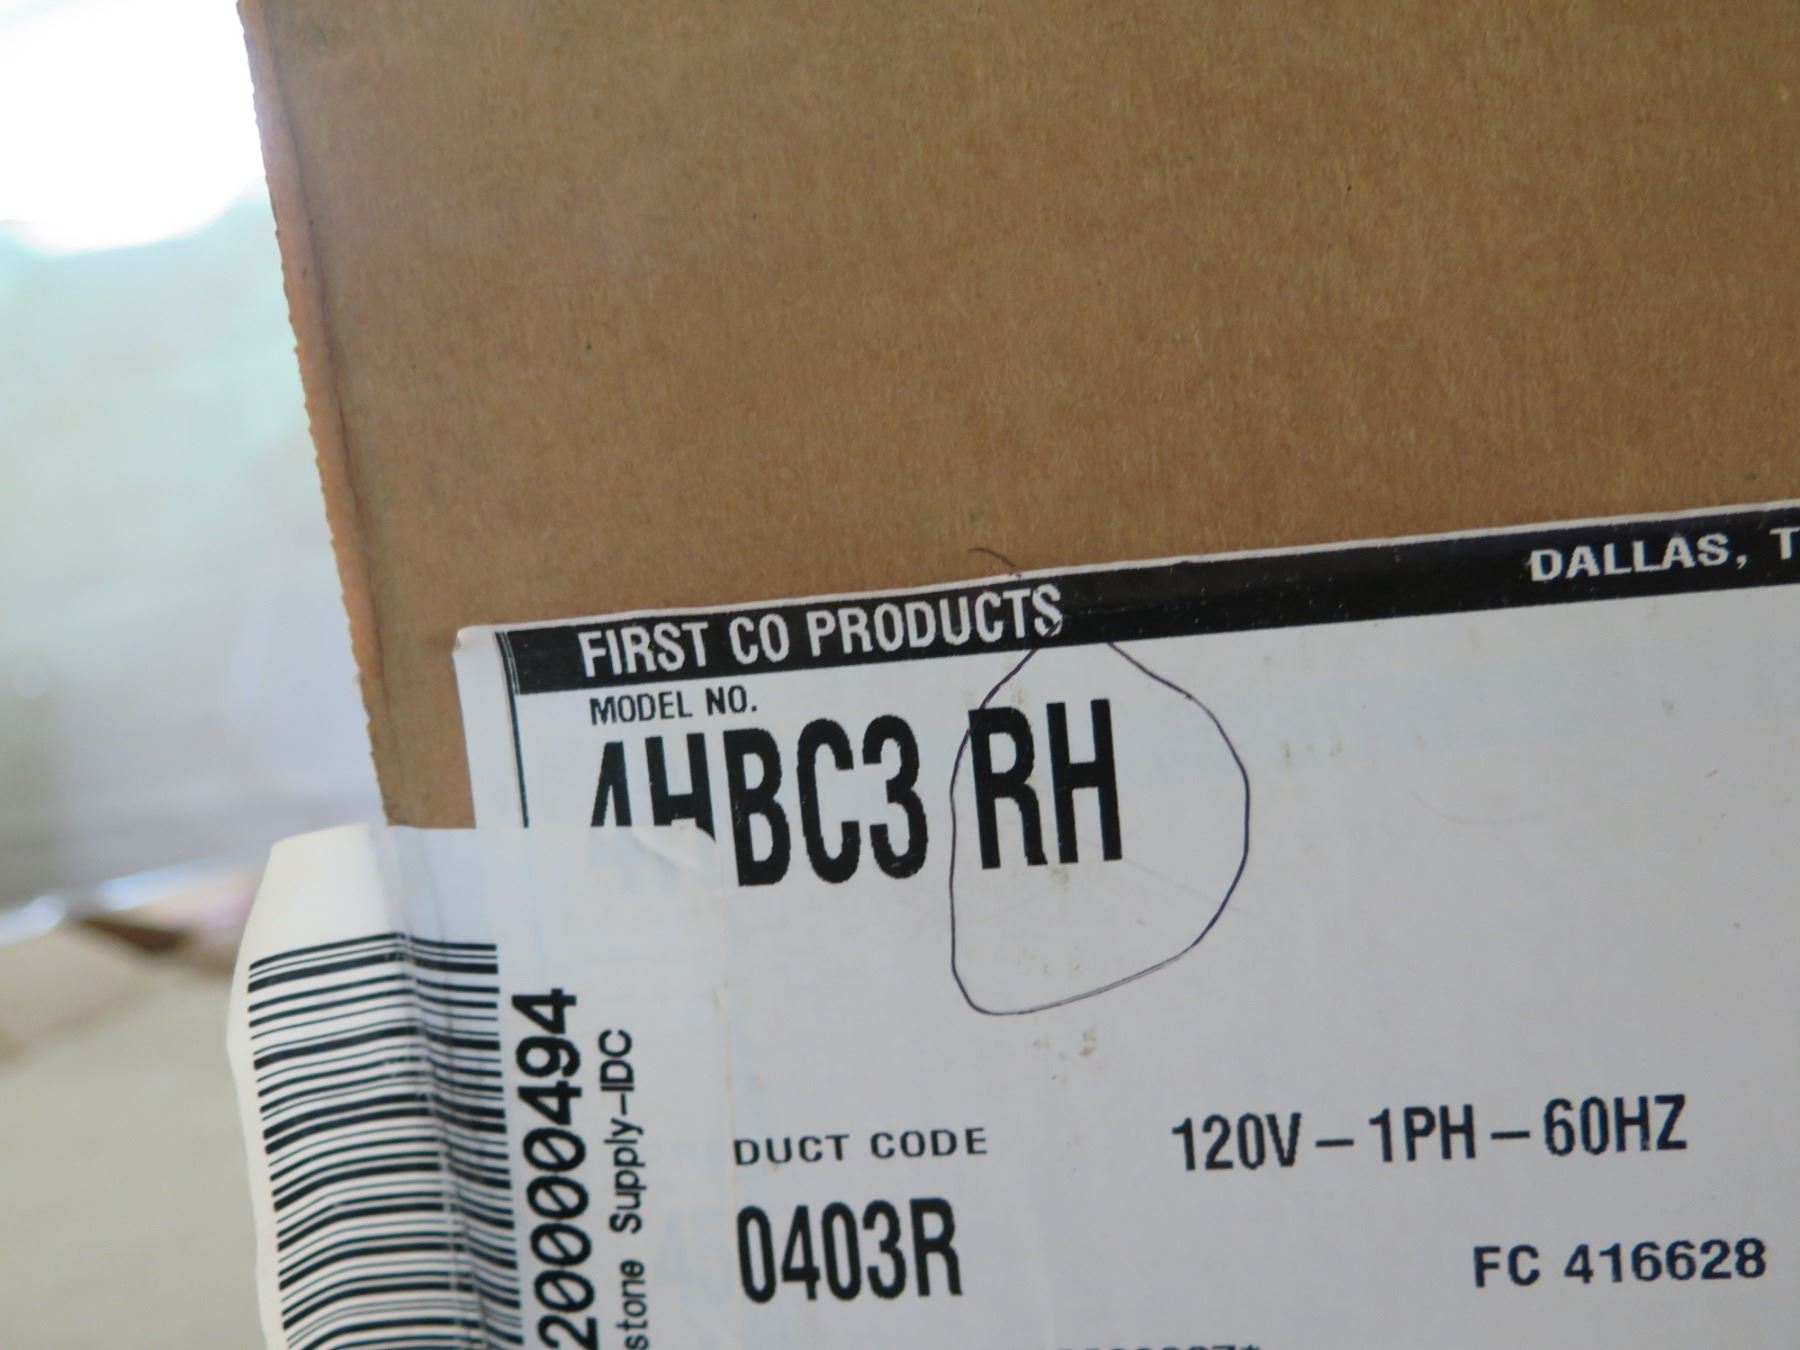 FIRST CO PRODUCTS
DALLAS, T
MODEL NO.
4HBC3 RH
DUCT CODE
120V-1PH-60HZ
0403R
FC 416628
20000494
stone Supply-IDC